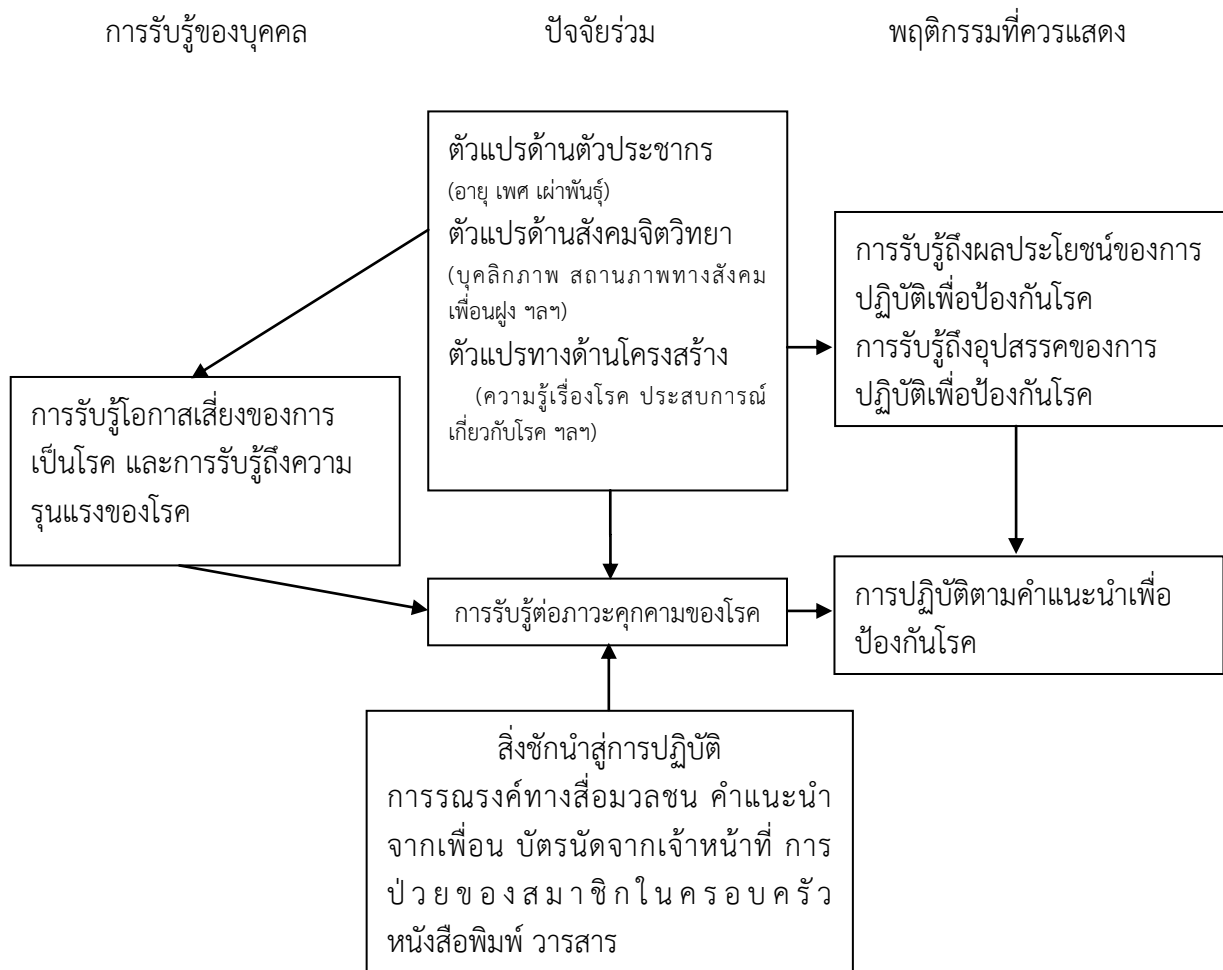 การรับรู้ของบุคคล
ปัจจัยร่วม
พฤติกรรมที่ควรแสดง
ตัวแปรด้านตัวประชากร
(อายุ เพศ เผ่าพันธุ์)
ตัวแปรด้านสังคมจิตวิทยา
(บุคลิกภาพ สถานภาพทางสังคม
เพื่อนฝูง ฯลฯ)
ตัวแปรทางด้านโครงสร้าง
(ความรู้เรื่องโรค ประสบการณ์
เกี่ยวกับโรค ฯลฯ)
การรับรู้ถึงผลประโยชน์ของการ
ปฏิบัติเพื่อป้องกันโรค
การรับรู้ถึงอุปสรรคของการ
ปฏิบัติเพื่อป้องกันโรค
การรับรู้โอกาสเสี่ยงของการ
เป็นโรค และการรับรู้ถึงความ
รุนแรงของโรค
การรับรู้ต่อภาวะคุกคามของโรค
การปฏิบัติตามคำแนะนำเพื่อ
ป้องกันโรค
สิ่งชักนำสู่การปฏิบัติ
การรณรงค์ทางสื่อมวลชน คำแนะนำ
จากเพื่อน บัตรนัดจากเจ้าหน้าที่ การ
ป่วยของสมาชิกในครอบครัว
หนังสือพิมพ์ วารสาร